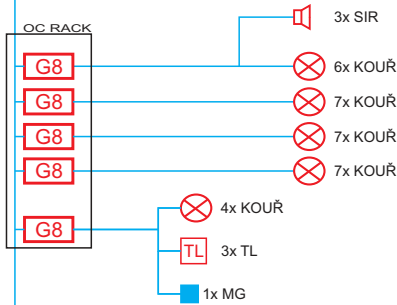 3x SIR
OC RACK
G8
6x KOUŘ
G8
7x KOUŘ
G8
7x KOUŘ
G8
7x KOUŘ
4x KOUŘ
G8
TL 3x TL
1x MG